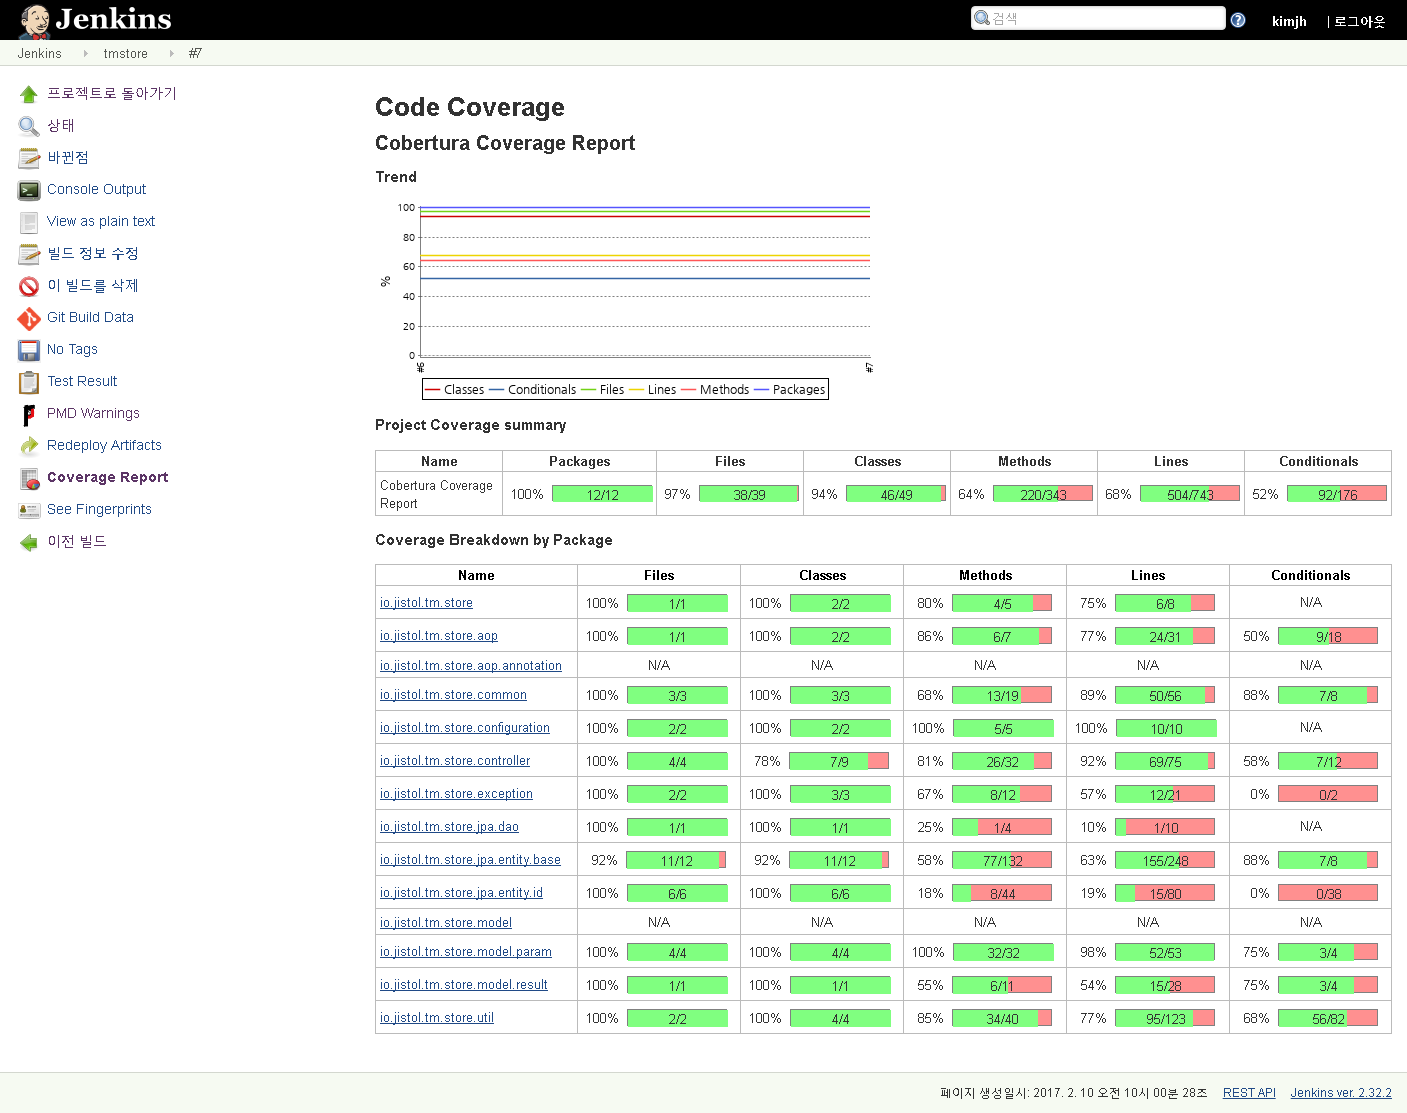 Jenkins
검색
kimjh | 로그아웃
Jenkins tmstore #7
프로젝트로 돌아가기
상태
바뀐점
Console Output
View as plain text
빌드 정보 수정
이 빌드를 삭제
Git Build Data
No Tags
Test Result
PMD Warnings
Redeploy Artifacts
Coverage Report
See Fingerprints
이전 빌드
Code Coverage
Cobertura Coverage Report
Trend
100
80
60
40
20
0
%
#6 #7
Classes Conditionals Files Lines Methods Packages
Project Coverage summary
Name Packages Files Classes Methods Lines Conditionals
Cobertura Coverage Report 100% 12/12 97% 38/39 94% 46/49 64% 220/343 68% 504/743 52% 92/176
Coverage Breakdown by Package
Name Files Classes Methods Lines Conditionals
io.jistol.tm.store 100% 1/1 100% 2/2 80% 4/5 75% 6/8 N/A
io.jistol.tm.store.aop 100% 1/1 100% 2/2 86% 6/7 77% 24/31 50% 9/18
io.jistol.tm.store.aop.annotation N/A N/A N/A N/A N/A
io.jistol.tm.store.common 100% 3/3 100% 3/3 68% 13/19 89% 50/56 88% 7/8
io.jistol.tm.store.configuration 100% 2/2 100% 2/2 100% 5/5 100% 10/10 N/A
io.jistol.tm.store.controller 100% 4/4 78% 7/9 81% 26/32 92% 69/75 58% 7/12
io.jistol.tm.store.exception 100% 2/2 100% 3/3 67% 8/12 57% 12/21 0% 0/2
io.jistol.tm.store.jpa.dao 100% 1/1 100% 1/1 25% 1/4 10% 1/10 N/A
io.jistol.tm.store.jpa.entity.base 92% 11/12 92% 11/12 58% 77/132 63% 155/248 88% 7/8
io.jistol.tm.store.jpa.entity.id 100% 6/6 100% 6/6 18% 8/44 19% 15/80 0% 0/38
io.jistol.tm.store.model N/A N/A N/A N/A N/A
io.jistol.tm.store.model.param 100% 4/4 100% 4/4 100% 32/32 98% 52/53 75% 3/4
io.jistol.tm.store.model.result 100% 1/1 100% 1/1 55% 6/11 54% 15/28 75% 3/4
io.jistol.tm.store.util 100% 2/2 100% 4/4 85% 34/40 77% 95/123 68% 56/82
페이지 생성일시: 2017. 2. 10 오전 10시 00분 28초 REST API Jenkins ver. 2.32.2